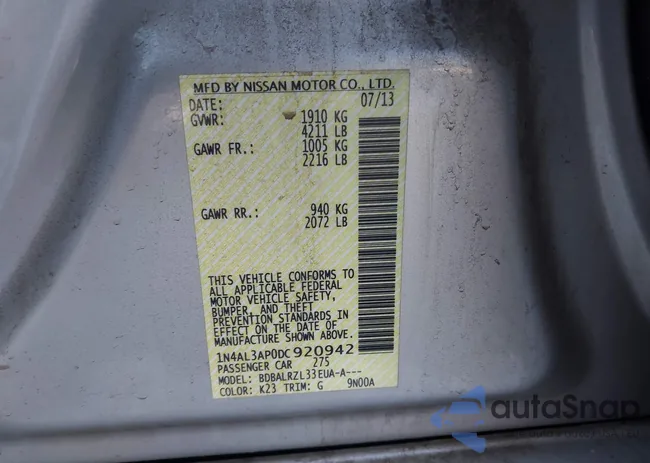 MFD BY NISSAN MOTOR CO., LTD.
DATE: 07/13
GVWR: 1910 KG
4211 LB
GAWR FR.: 1005 KG
2216 LB
GAWR RR.: 940 KG
2072 LB
THIS VEHICLE CONFORMS TO
ALL APPLICABLE FEDERAL
MOTOR VEHICLE SAFETY,
BUMPER, AND THEFT
PREVENTION STANDARDS IN
EFFECT ON THE DATE OF
MANUFACTURE SHOWN ABOVE.
1N4AL3AP0DC920942
PASSENGER CAR 275
MODEL: BDBALRZL33EUA-A---
COLOR: K23 TRIM: G 9N00A
autaSnap